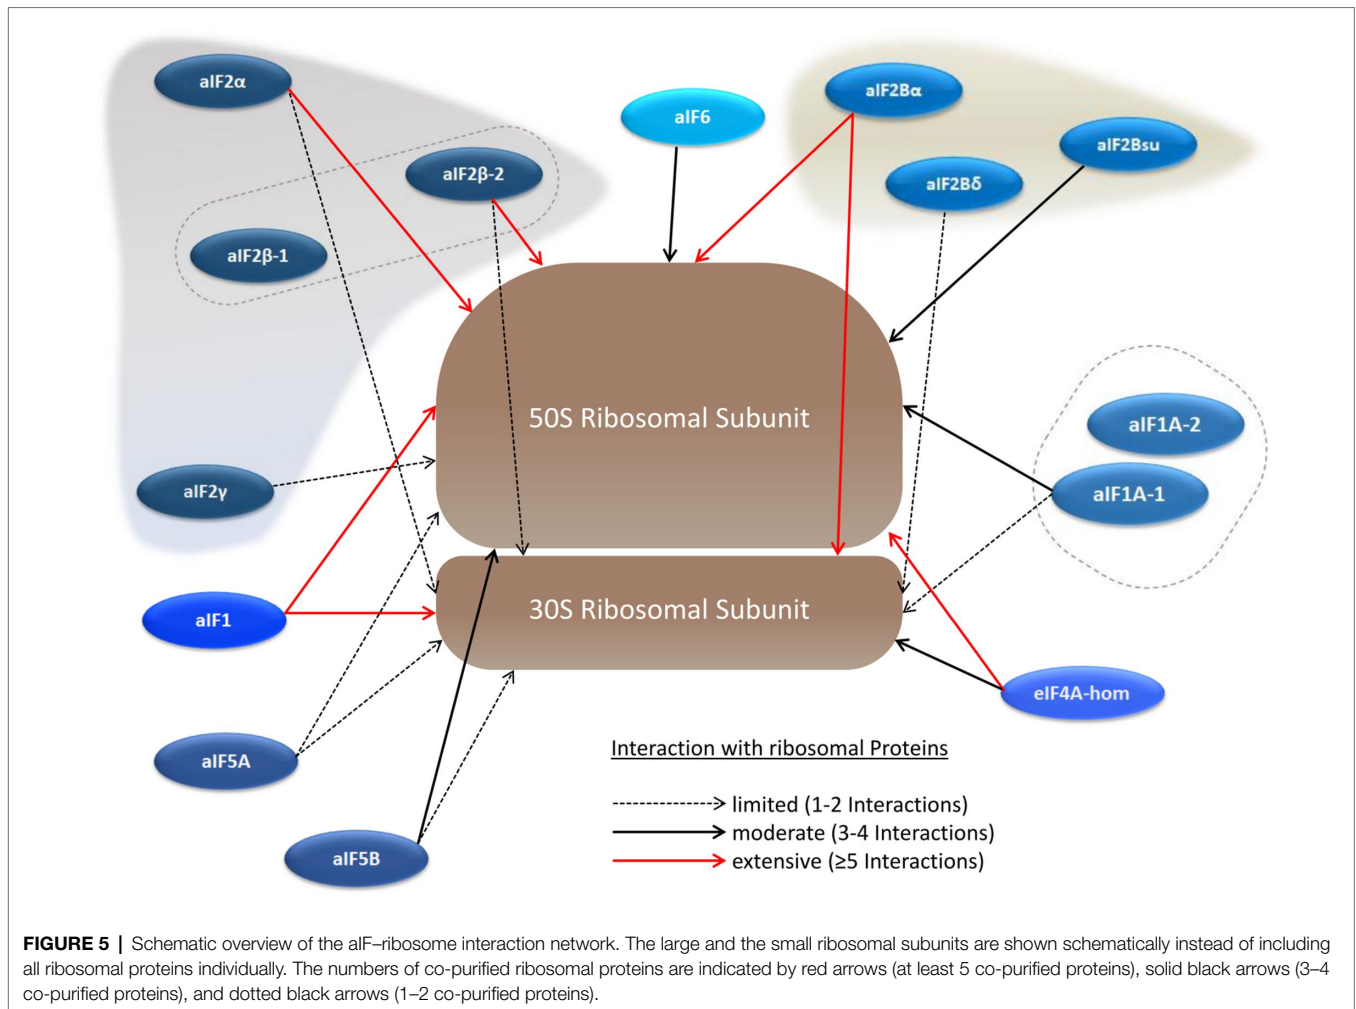 aIF2α
aIF2Bα
aIF6
aIF2Bsu
aIF2β-2
aIF2Bδ
aIF2β-1
50S Ribosomal Subunit
aIF1A-2
aIF2γ
aIF1A-1
30S Ribosomal Subunit
aIF1
eIF4A-hom
aIF5A
aIF5B
Interaction with ribosomal Proteins
limited (1-2 Interactions)
moderate (3-4 Interactions)
extensive (≥5 Interactions)
FIGURE 5 | Schematic overview of the aIF–ribosome interaction network. The large and the small ribosomal subunits are shown schematically instead of including
all ribosomal proteins individually. The numbers of co-purified ribosomal proteins are indicated by red arrows (at least 5 co-purified proteins), solid black arrows (3–4
co-purified proteins), and dotted black arrows (1–2 co-purified proteins).